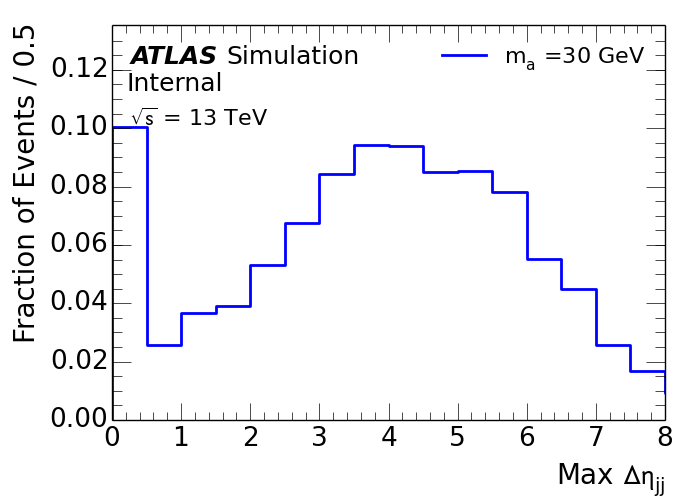 Fraction of Events / 0.5
0.12
0.10
0.08
0.06
0.04
0.02
0.00
ATLAS Simulation
Internal
√s = 13 TeV
mₐ =30 GeV
0 1 2 3 4 5 6 7 8
Max Δηjj